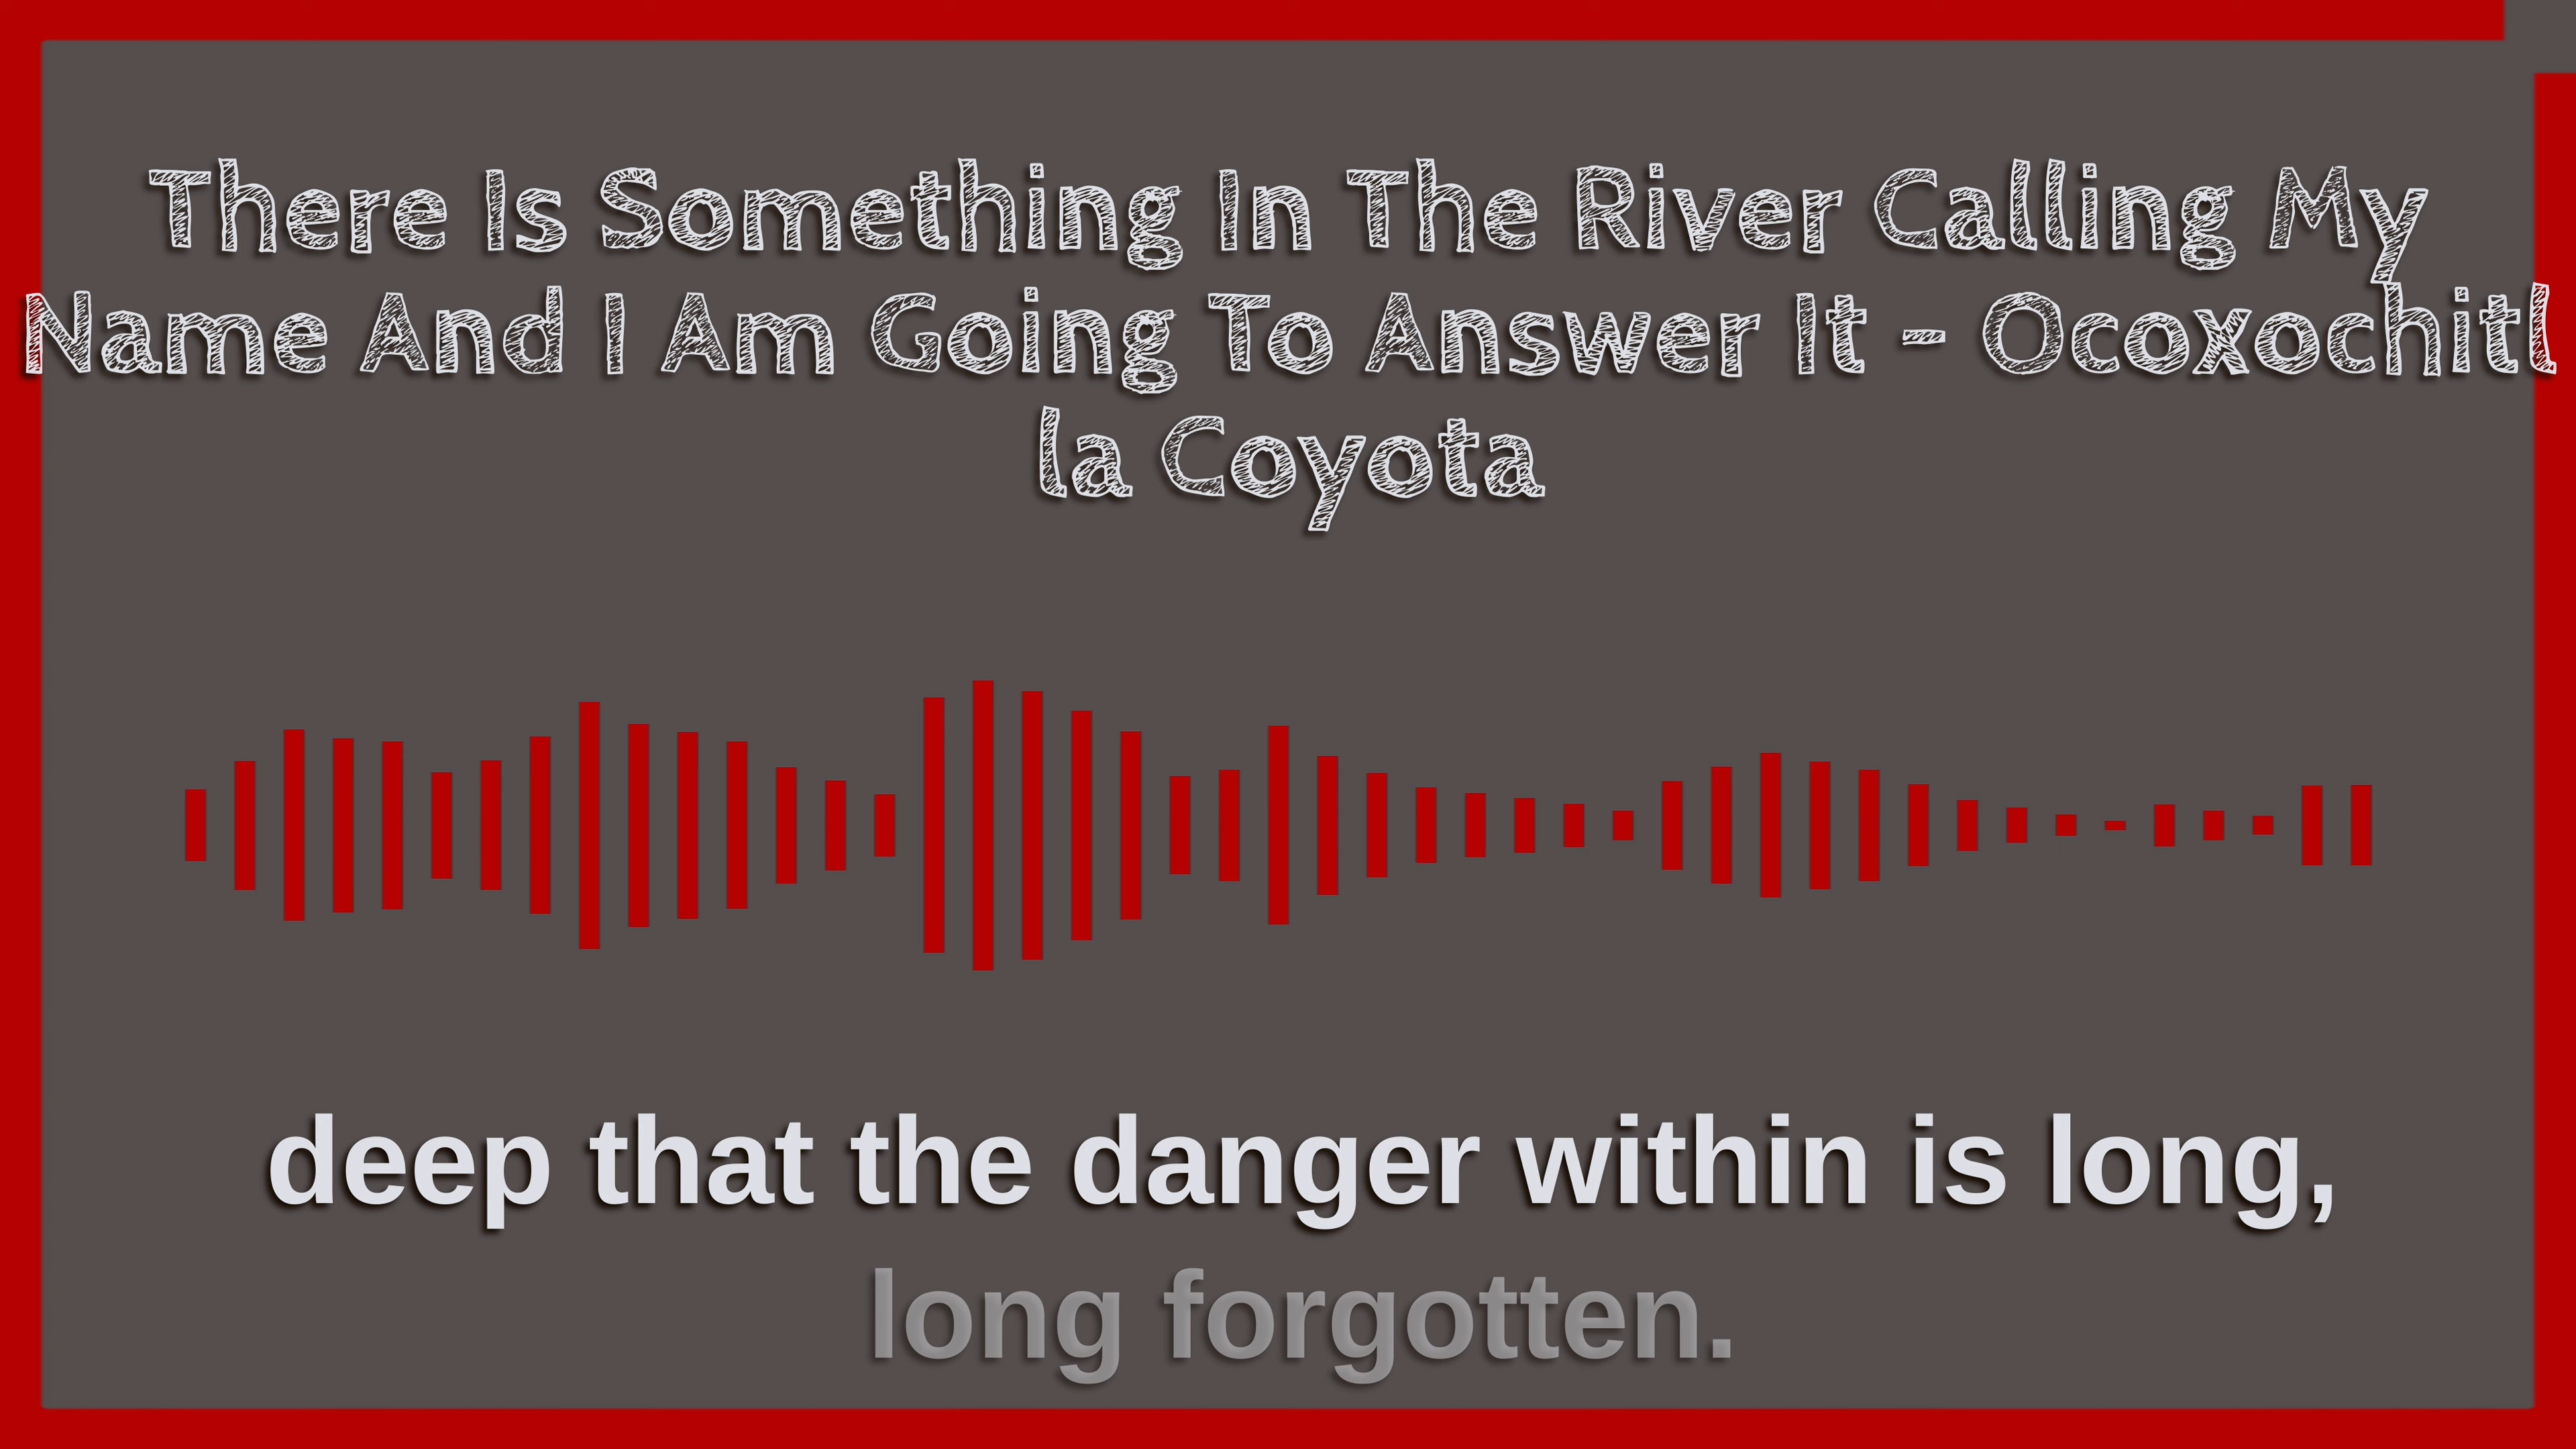 There Is Something In The River Calling My
Name And I Am Going To Answer It - Ocoxochitl
la Coyota
deep that the danger within is long,
long forgotten.